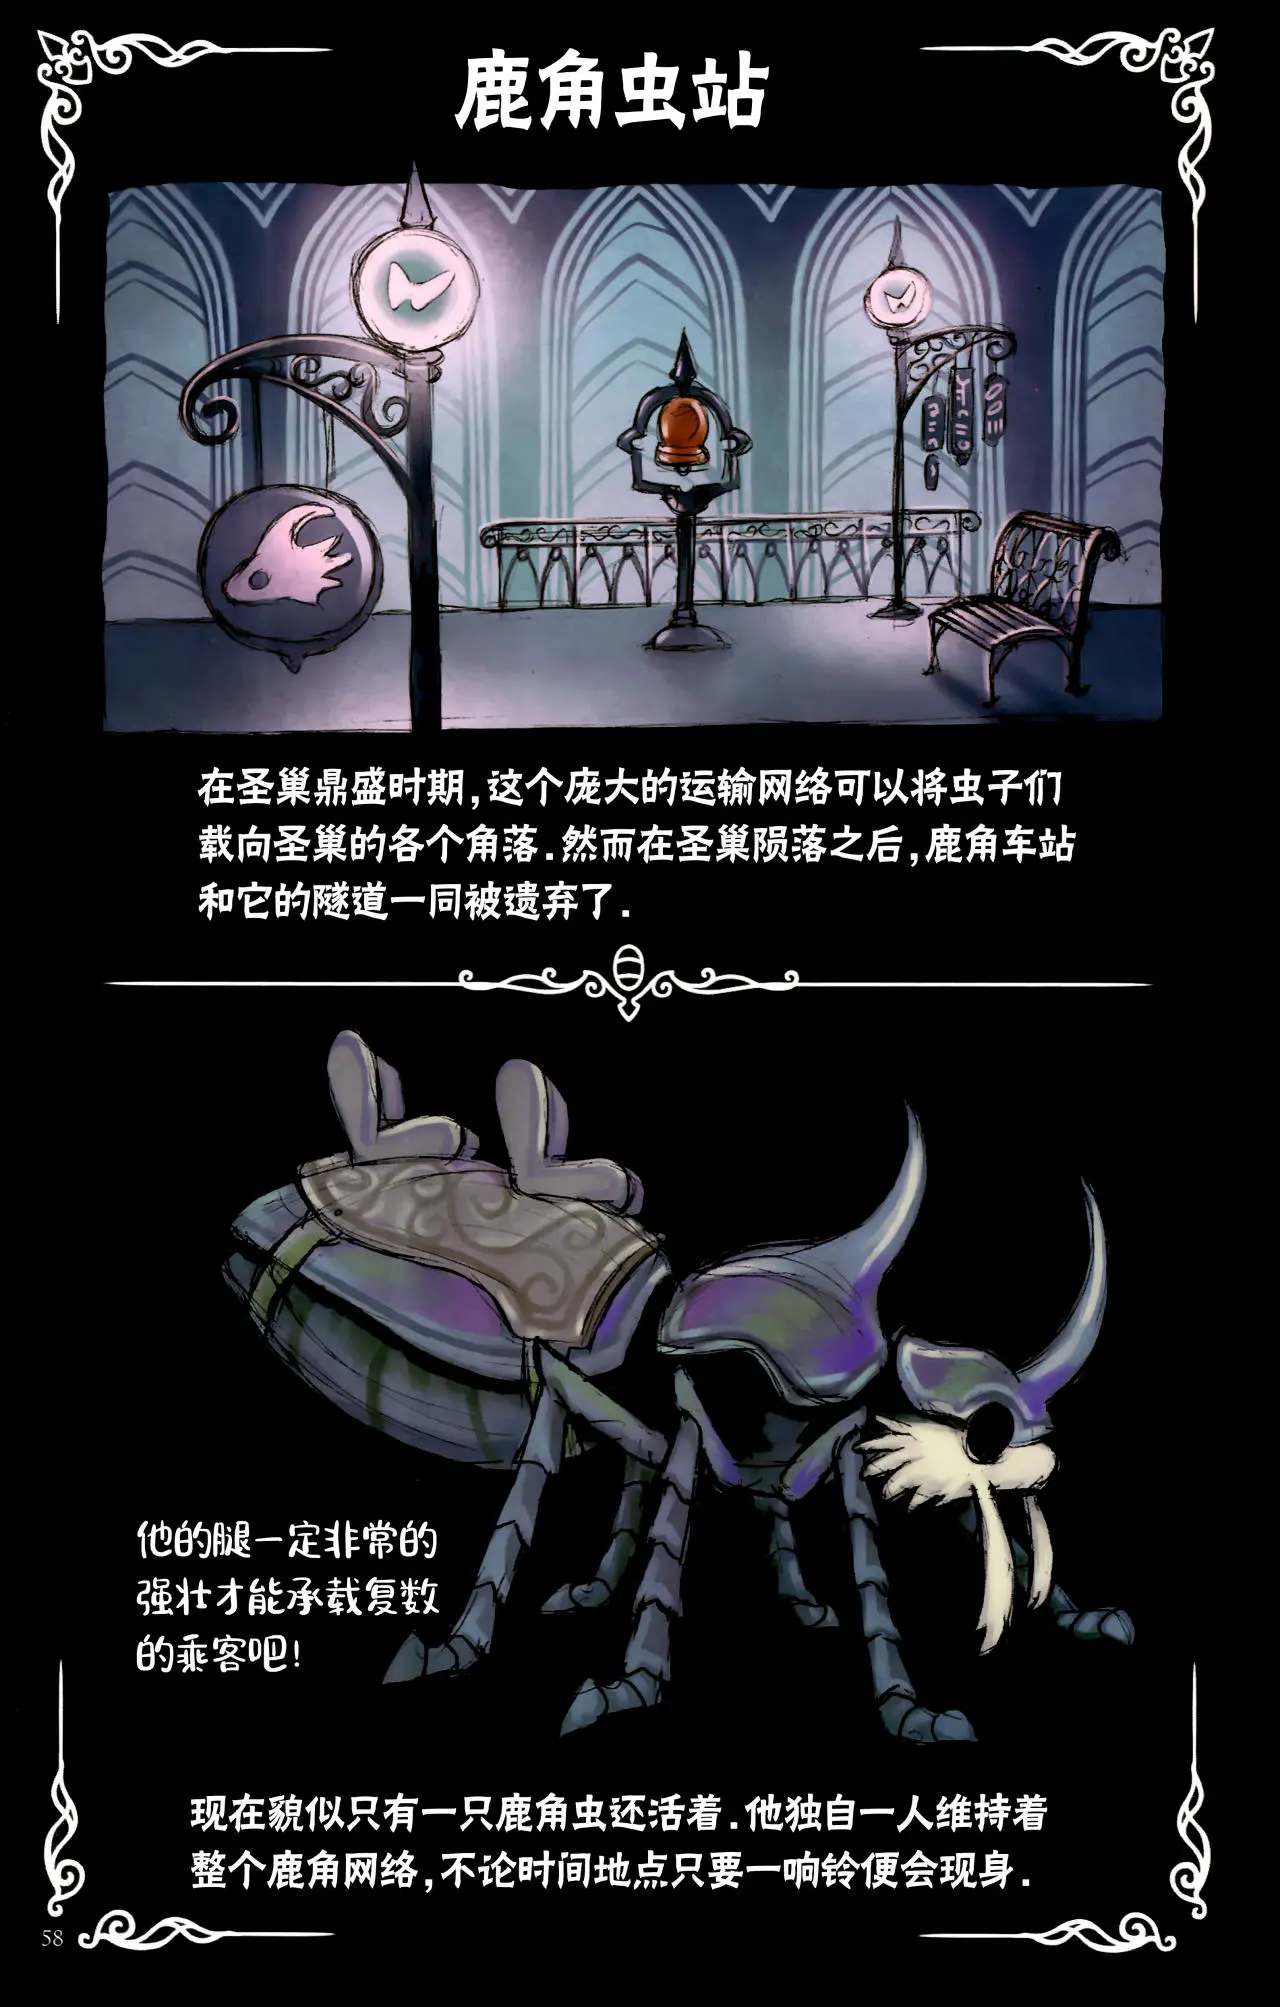 鹿角虫站
在圣巢鼎盛时期,这个庞大的运输网络可以将虫子们
载向圣巢的各个角落.然而在圣巢陨落之后,鹿角车站
和它的隧道一同被遗弃了.
他的腿一定非常的
强壮才能承载复数
的乘客吧!
现在貌似只有一只鹿角虫还活着.他独自一人维持着
整个鹿角网络,不论时间地点只要一响铃便会现身.
58